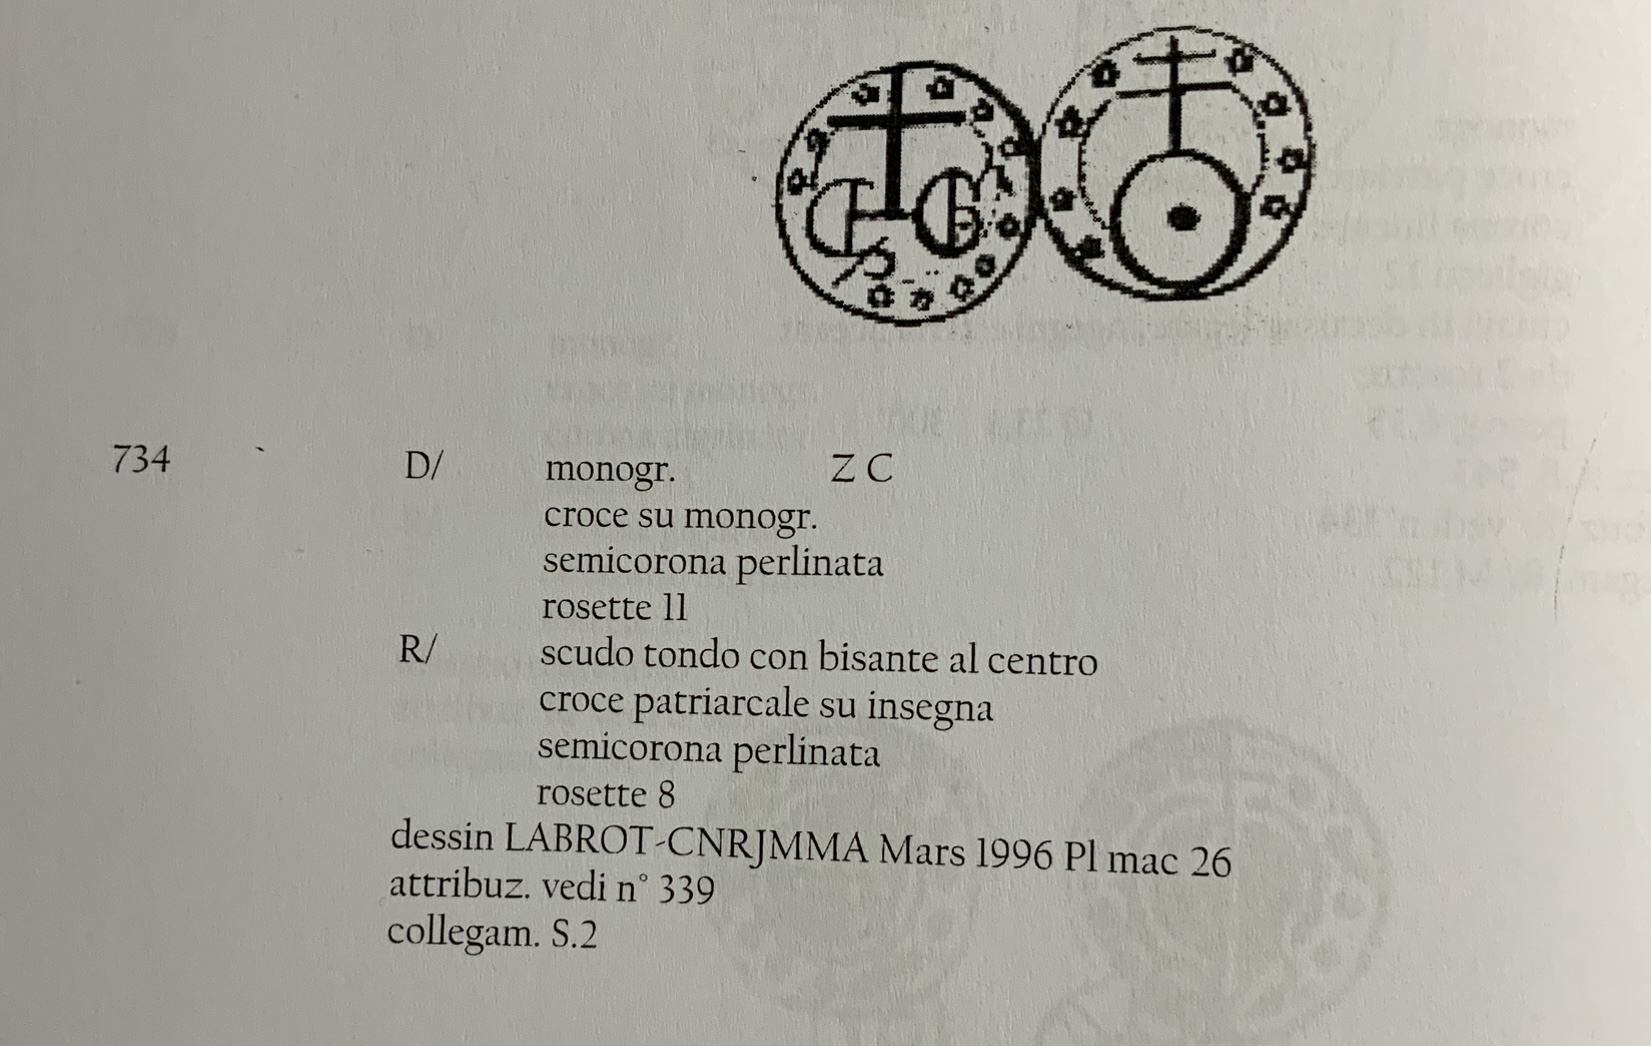 734 D/ monogr. Z C
croce su monogr.
semicorona perlinata
rosette 11
R/ scudo tondo con bisante al centro
croce patriarcale su insegna
semicorona perlinata
rosette 8
dessin LABROT-CNRJMMA Mars 1996 Pl mac 26
attribuz. vedi n° 339
collegam. S.2